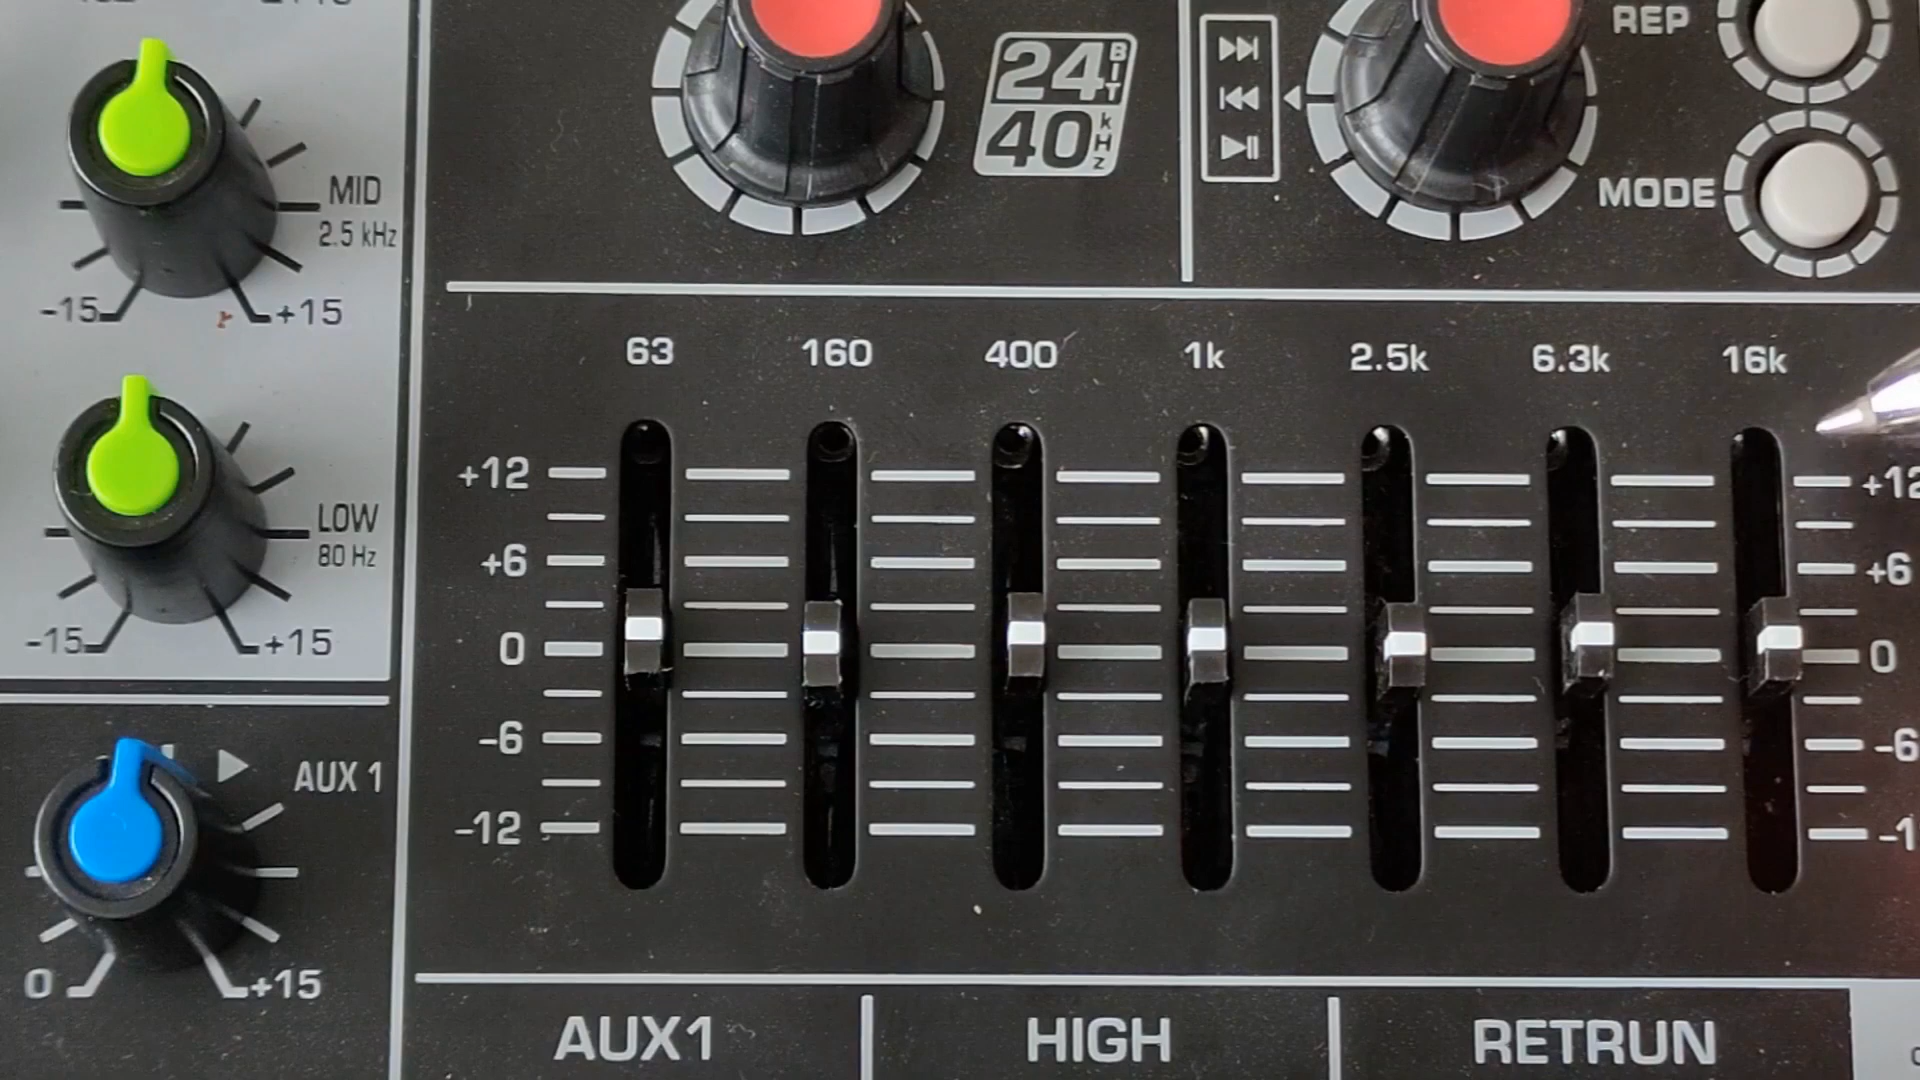 24 BIT
40 kHz
REP
MODE
MID
2.5 kHz
-15
+15
LOW
80 Hz
-15
+15
AUX 1
0
+15
63 160 400 1k 2.5k 6.3k 16k
+12 +12
+6 +6
0 0
-6 -6
-12
AUX1
HIGH
RETRUN